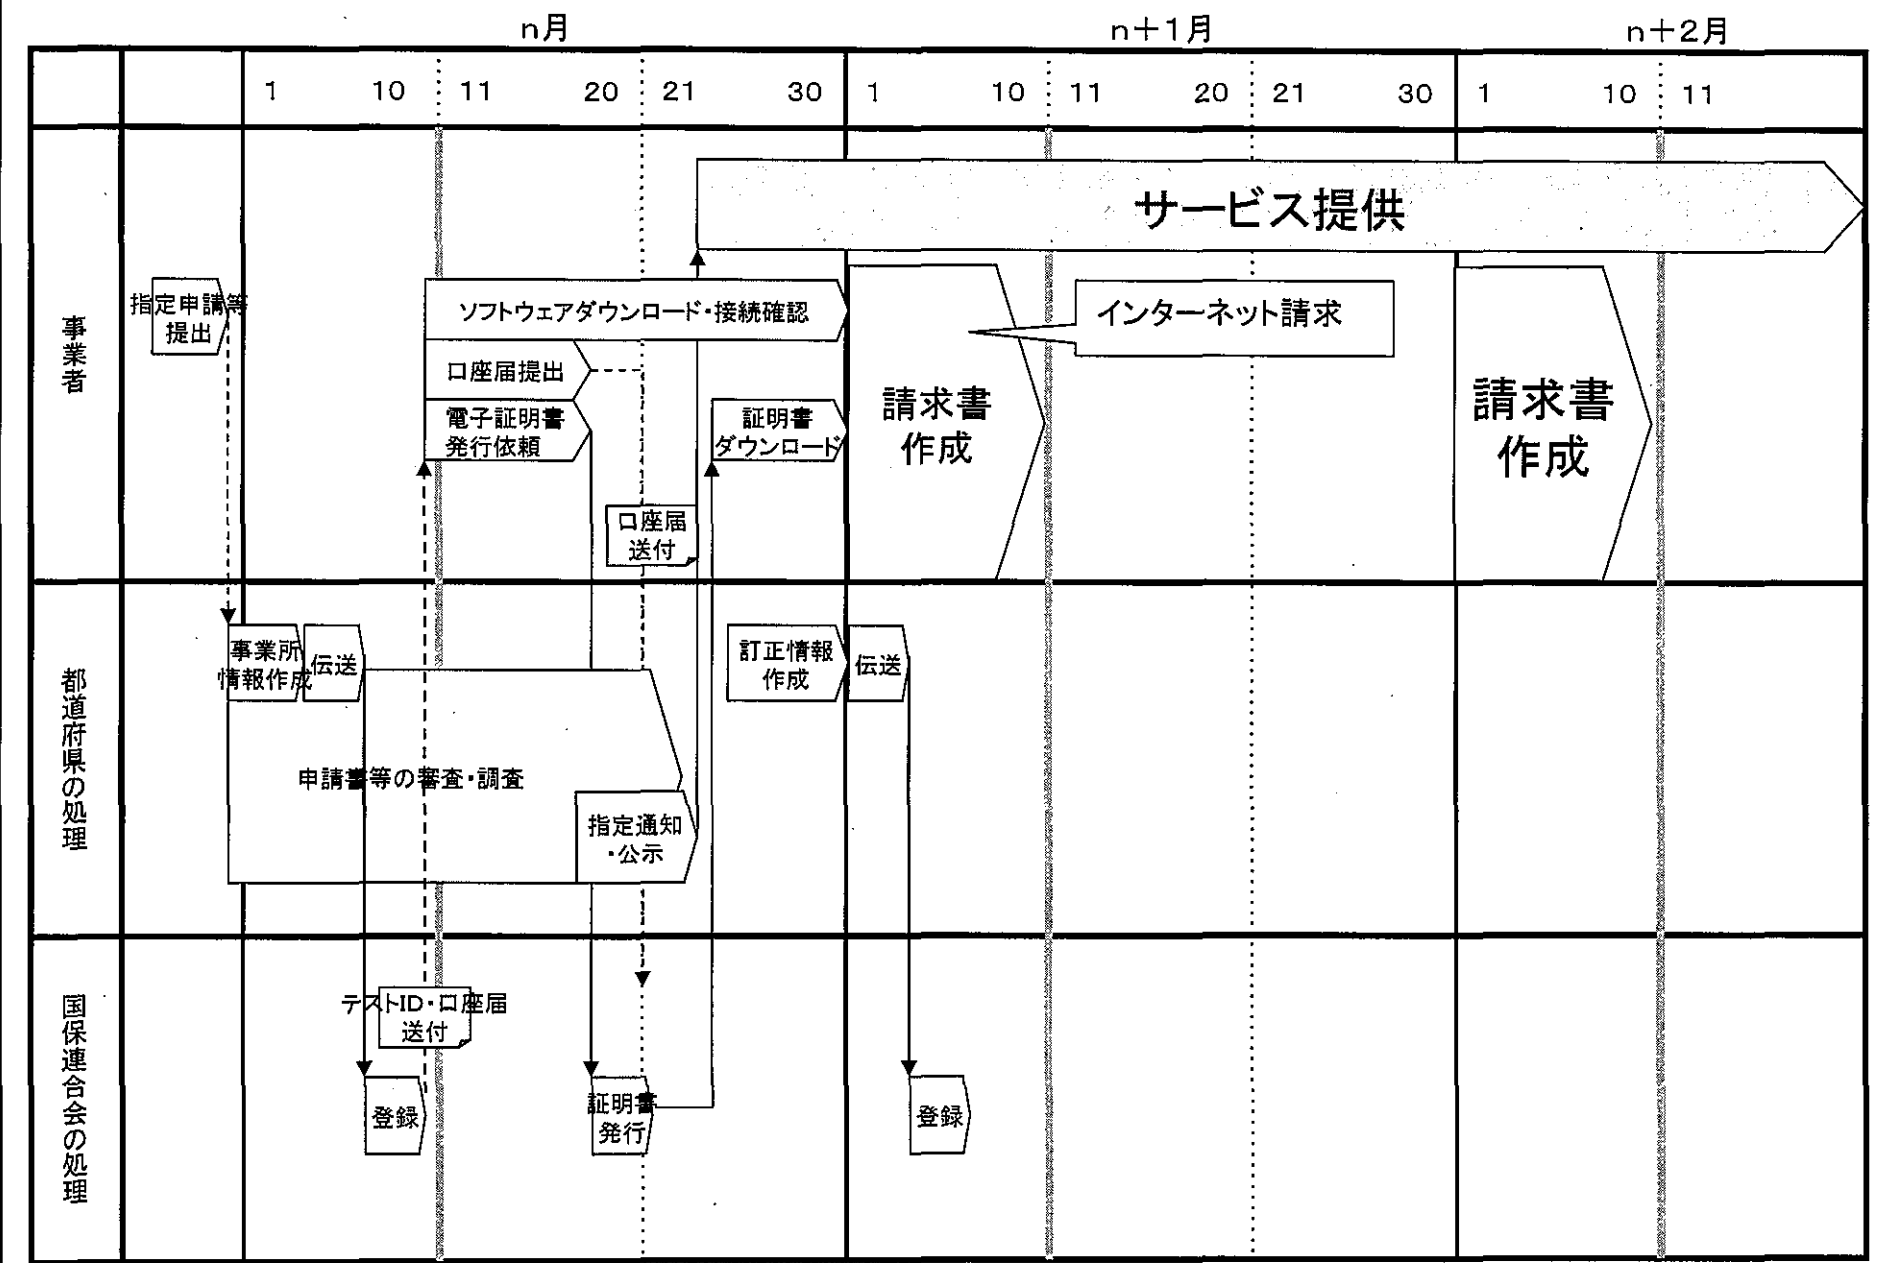 n月
n+1月
n+2月
1 10 11 20 21 30 1 10 11 20 21 30 1 10 11
事業者
サービス提供
指定申請等
提出
ソフトウェアダウンロード・接続確認
インターネット請求
口座届提出
電子証明書
発行依頼
証明書
ダウンロード
請求書
作成
請求書
作成
口座届
送付
都道府県の処理
事業所
情報作成
伝送
訂正情報
作成
伝送
申請書等の審査・調査
指定通知
・公示
国保連合会の処理
テストID・口座届
送付
登録
証明書
発行
登録